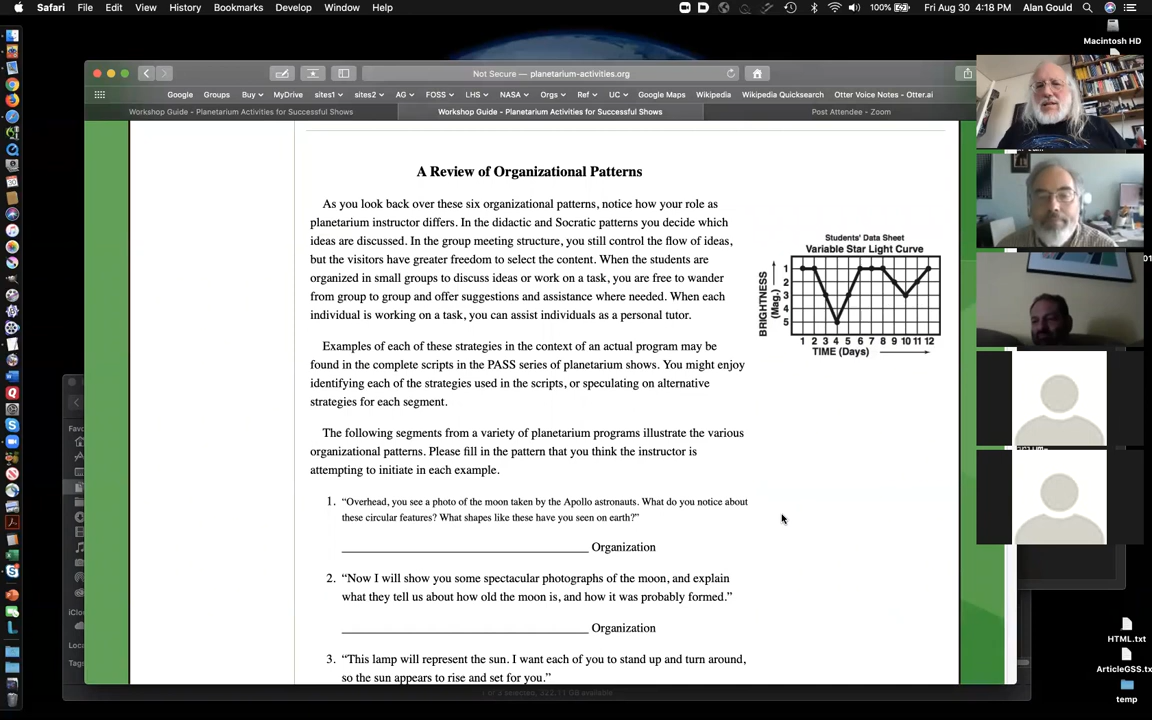 Safari File Edit View History Bookmarks Develop Window Help 100% Fri Aug 30 4:18 PM Alan Gould
Macintosh HD
Not Secure — planetarium-activities.org
Google Groups Buy MyDrive sites1 sites2 AG FOSS LHS NASA Orgs Ref UC Google Maps Wikipedia Wikipedia Quicksearch Otter Voice Notes - Otter.ai
Workshop Guide - Planetarium Activities for Successful Shows Workshop Guide - Planetarium Activities for Successful Shows Post Attendee - Zoom
A Review of Organizational Patterns
As you look back over these six organizational patterns, notice how your role as
planetarium instructor differs. In the didactic and Socratic patterns you decide which
ideas are discussed. In the group meeting structure, you still control the flow of ideas,
but the visitors have greater freedom to select the content. When the students are
organized in small groups to discuss ideas or work on a task, you are free to wander
from group to group and offer suggestions and assistance where needed. When each
individual is working on a task, you can assist individuals as a personal tutor.
Students' Data Sheet
Variable Star Light Curve
BRIGHTNESS
(Mag.)
1
2
3
4
5
1 2 3 4 5 6 7 8 9 10 11 12
TIME (Days)
Examples of each of these strategies in the context of an actual program may be
found in the complete scripts in the PASS series of planetarium shows. You might enjoy
identifying each of the strategies used in the scripts, or speculating on alternative
strategies for each segment.
The following segments from a variety of planetarium programs illustrate the various
organizational patterns. Please fill in the pattern that you think the instructor is
attempting to initiate in each example.
1. “Overhead, you see a photo of the moon taken by the Apollo astronauts. What do you notice about
these circular features? What shapes like these have you seen on earth?”
Organization
2. “Now I will show you some spectacular photographs of the moon, and explain
what they tell us about how old the moon is, and how it was probably formed.”
Organization
3. “This lamp will represent the sun. I want each of you to stand up and turn around,
so the sun appears to rise and set for you.”
Favo
iClo
Loca
Tags
HTML.txt
ArticleGSS.tx
temp